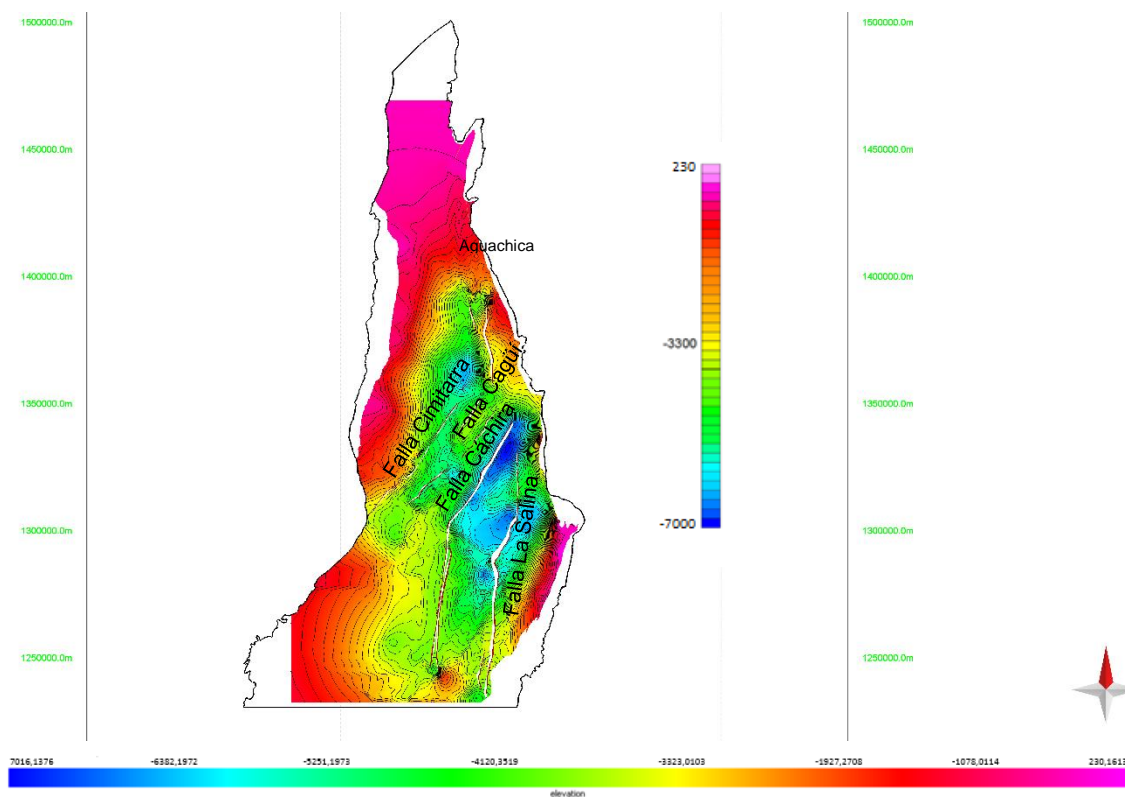 1500000.0m
1500000.0m
1450000.0m
1450000.0m
230
Aquachica
1400000.0m
1400000.0m
-3300
Falla Cimitarra
Falla Cagüí
1350000.0m
1350000.0m
Falla Cáchira
Falla La Salina
1300000.0m
1300000.0m
-7000
1250000.0m
1250000.0m
7016,1376
-6382,1972
-5251,1973
-4120,3519
-3323,0103
-1927,2708
-1078,0114
230,1613
elevation